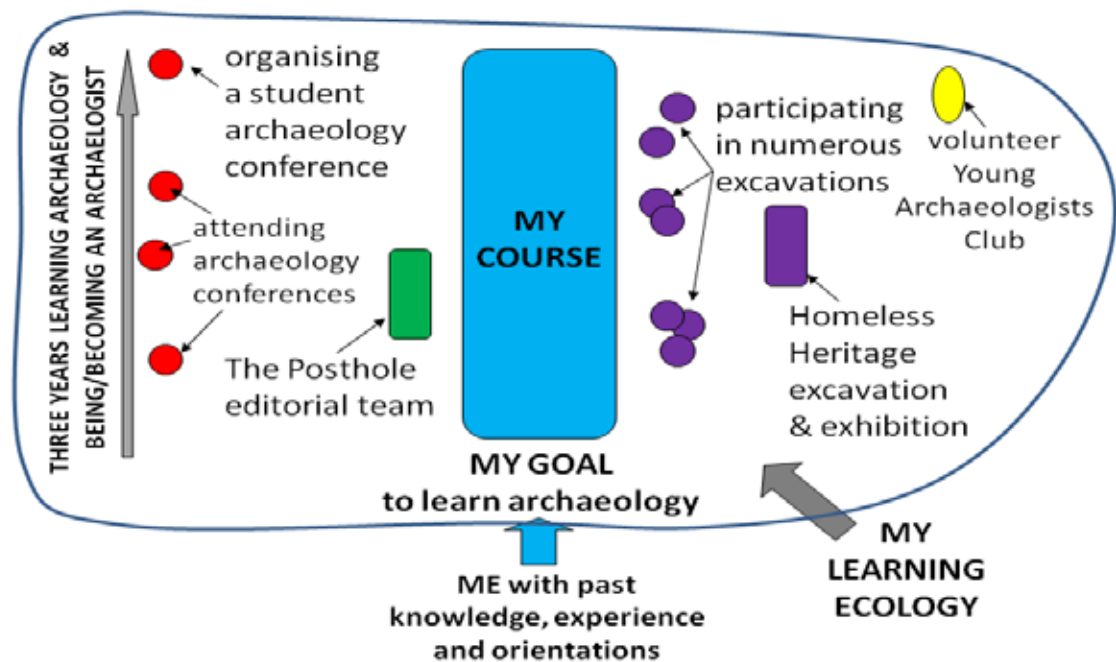 THREE YEARS LEARNING ARCHAEOLOGY &
BEING/BECOMING AN ARCHAELOGIST
organising
a student
archaeology
conference
attending
archaeology
conferences
The Posthole
editorial team
MY
COURSE
participating
in numerous
excavations
volunteer
Young
Archaeologists
Club
Homeless
Heritage
excavation
& exhibition
MY GOAL
to learn archaeology
ME with past
knowledge, experience
and orientations
MY
LEARNING
ECOLOGY